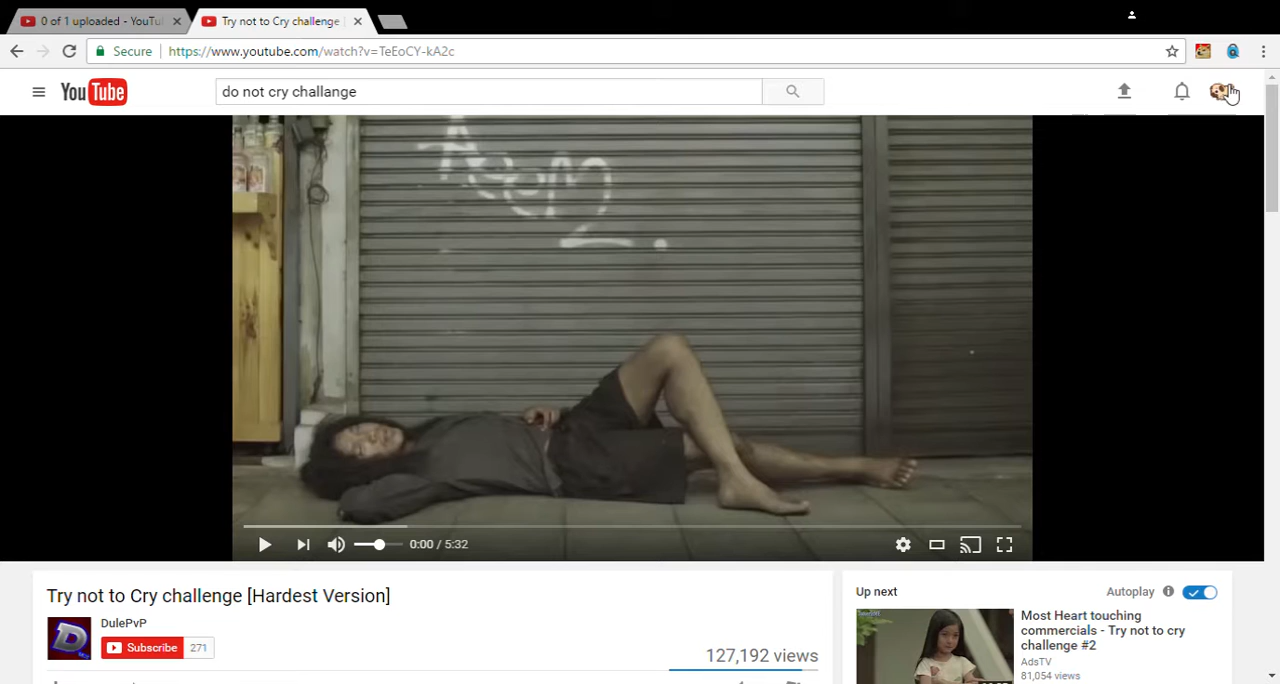 0 of 1 uploaded - YouTu
Try not to Cry challenge
Secure
https://www.youtube.com/watch?v=TeEoCY-kA2c
YouTube
do not cry challange
2.
0:00 / 5:32
Try not to Cry challenge [Hardest Version]
DulePvP
Subscribe 271
127,192 views
Up next
Autoplay
Most Heart touching
commercials - Try not to cry
challenge #2
AdsTV
81,054 views